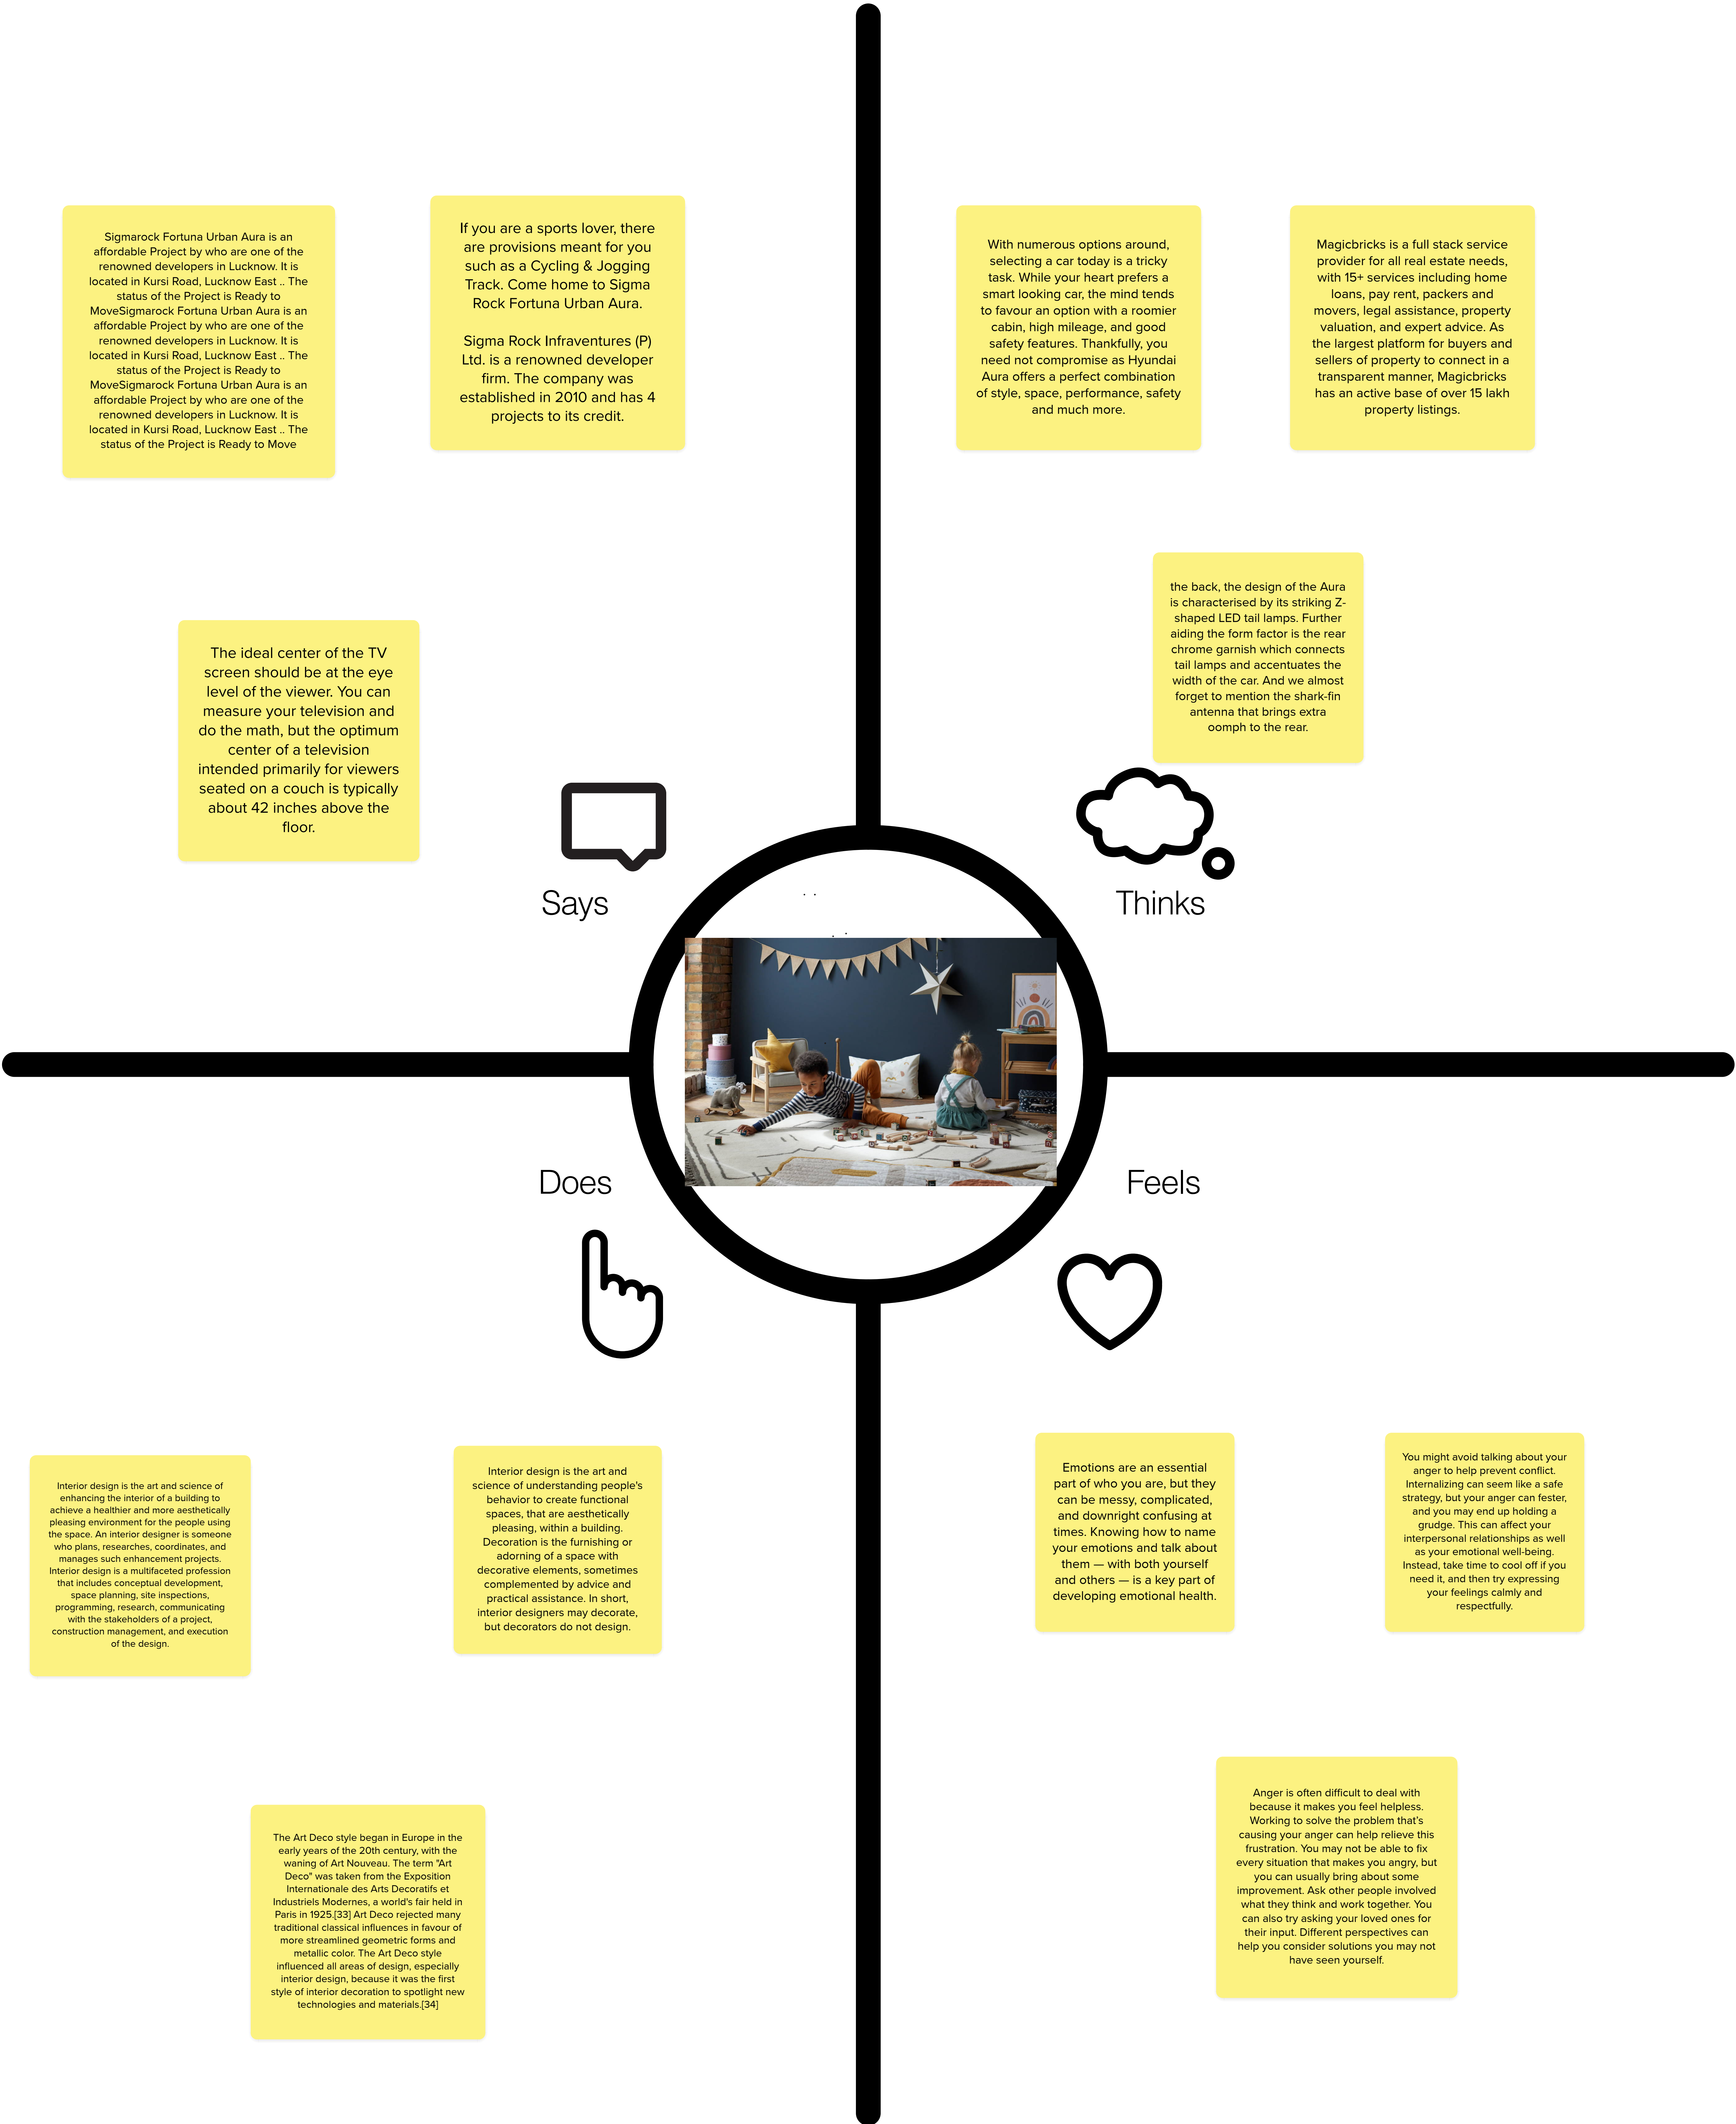 Sigmarock Fortuna Urban Aura is an
affordable Project by who are one of the
renowned developers in Lucknow. It is
located in Kursi Road, Lucknow East .. The
status of the Project is Ready to
MoveSigmarock Fortuna Urban Aura is an
affordable Project by who are one of the
renowned developers in Lucknow. It is
located in Kursi Road, Lucknow East .. The
status of the Project is Ready to
MoveSigmarock Fortuna Urban Aura is an
affordable Project by who are one of the
renowned developers in Lucknow. It is
located in Kursi Road, Lucknow East .. The
status of the Project is Ready to Move
If you are a sports lover, there
are provisions meant for you
such as a Cycling & Jogging
Track. Come home to Sigma
Rock Fortuna Urban Aura.
Sigma Rock Infraventures (P)
Ltd. is a renowned developer
firm. The company was
established in 2010 and has 4
projects to its credit.
The ideal center of the TV
screen should be at the eye
level of the viewer. You can
measure your television and
do the math, but the optimum
center of a television
intended primarily for viewers
seated on a couch is typically
about 42 inches above the
floor.
Says
With numerous options around,
selecting a car today is a tricky
task. While your heart prefers a
smart looking car, the mind tends
to favour an option with a roomier
cabin, high mileage, and good
safety features. Thankfully, you
need not compromise as Hyundai
Aura offers a perfect combination
of style, space, performance, safety
and much more.
Magicbricks is a full stack service
provider for all real estate needs,
with 15+ services including home
loans, pay rent, packers and
movers, legal assistance, property
valuation, and expert advice. As
the largest platform for buyers and
sellers of property to connect in a
transparent manner, Magicbricks
has an active base of over 15 lakh
property listings.
the back, the design of the Aura
is characterised by its striking Z-
shaped LED tail lamps. Further
aiding the form factor is the rear
chrome garnish which connects
tail lamps and accentuates the
width of the car. And we almost
forget to mention the shark-fin
antenna that brings extra
oomph to the rear.
Thinks
Does
Interior design is the art and science of
enhancing the interior of a building to
achieve a healthier and more aesthetically
pleasing environment for the people using
the space. An interior designer is someone
who plans, researches, coordinates, and
manages such enhancement projects.
Interior design is a multifaceted profession
that includes conceptual development,
space planning, site inspections,
programming, research, communicating
with the stakeholders of a project,
construction management, and execution
of the design.
Interior design is the art and
science of understanding people's
behavior to create functional
spaces, that are aesthetically
pleasing, within a building.
Decoration is the furnishing or
adorning of a space with
decorative elements, sometimes
complemented by advice and
practical assistance. In short,
interior designers may decorate,
but decorators do not design.
The Art Deco style began in Europe in the
early years of the 20th century, with the
waning of Art Nouveau. The term "Art
Deco" was taken from the Exposition
Internationale des Arts Decoratifs et
Industriels Modernes, a world's fair held in
Paris in 1925.[33] Art Deco rejected many
traditional classical influences in favour of
more streamlined geometric forms and
metallic color. The Art Deco style
influenced all areas of design, especially
interior design, because it was the first
style of interior decoration to spotlight new
technologies and materials.[34]
Feels
Emotions are an essential
part of who you are, but they
can be messy, complicated,
and downright confusing at
times. Knowing how to name
your emotions and talk about
them — with both yourself
and others — is a key part of
developing emotional health.
You might avoid talking about your
anger to help prevent conflict.
Internalizing can seem like a safe
strategy, but your anger can fester,
and you may end up holding a
grudge. This can affect your
interpersonal relationships as well
as your emotional well-being.
Instead, take time to cool off if you
need it, and then try expressing
your feelings calmly and
respectfully.
Anger is often difficult to deal with
because it makes you feel helpless.
Working to solve the problem that's
causing your anger can help relieve this
frustration. You may not be able to fix
every situation that makes you angry, but
you can usually bring about some
improvement. Ask other people involved
what they think and work together. You
can also try asking your loved ones for
their input. Different perspectives can
help you consider solutions you may not
have seen yourself.